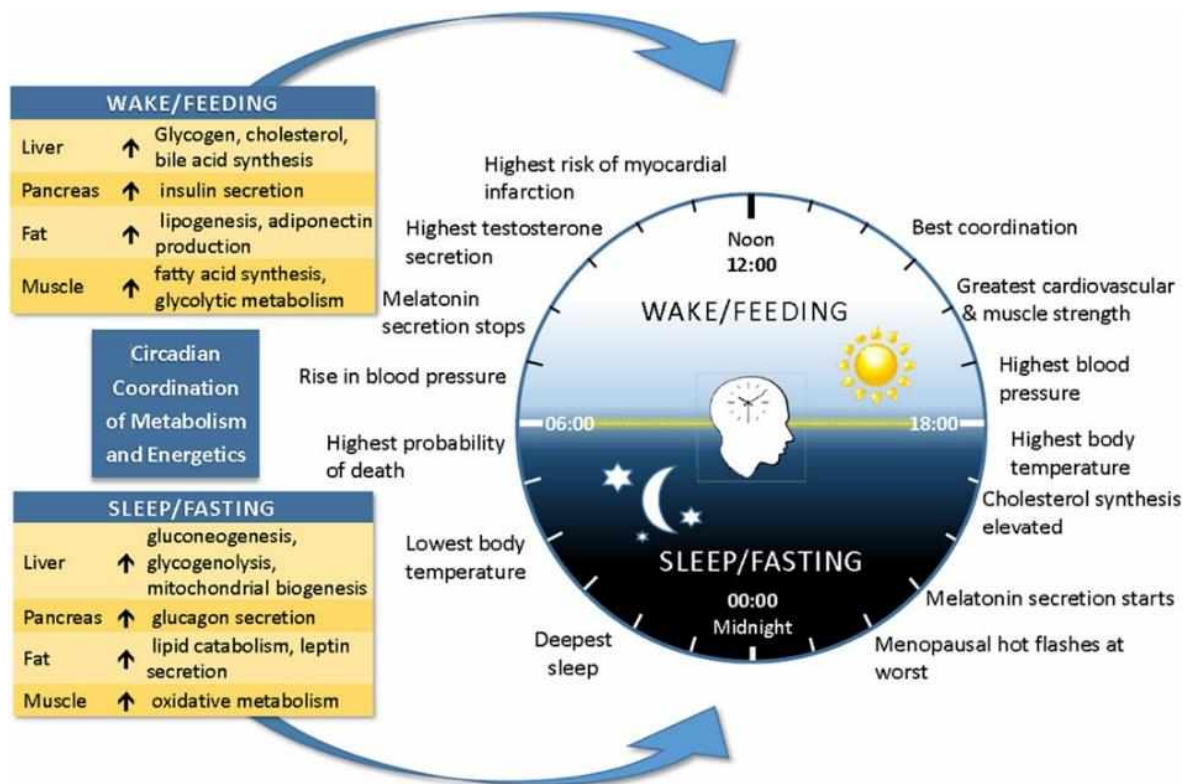 WAKE/FEEDING
Liver ↑ Glycogen, cholesterol,
bile acid synthesis
Pancreas ↑ insulin secretion
Fat ↑ lipogenesis, adiponectin
production
Muscle ↑ fatty acid synthesis,
glycolytic metabolism
Circadian
Coordination
of Metabolism
and Energetics
SLEEP/FASTING
Liver ↑ gluconeogenesis,
glycogenolysis,
mitochondrial biogenesis
Pancreas ↑ glucagon secretion
Fat ↑ lipid catabolism, leptin
secretion
Muscle ↑ oxidative metabolism
Highest risk of myocardial
infarction
Highest testosterone
secretion
Melatonin
secretion stops
Rise in blood pressure
Highest probability
of death
Lowest body
temperature
Deepest
sleep
Noon
12:00
WAKE/FEEDING
06:00
18:00
SLEEP/FASTING
00:00
Midnight
Best coordination
Greatest cardiovascular
& muscle strength
Highest blood
pressure
Highest body
temperature
Cholesterol synthesis
elevated
Melatonin secretion starts
Menopausal hot flashes at
worst